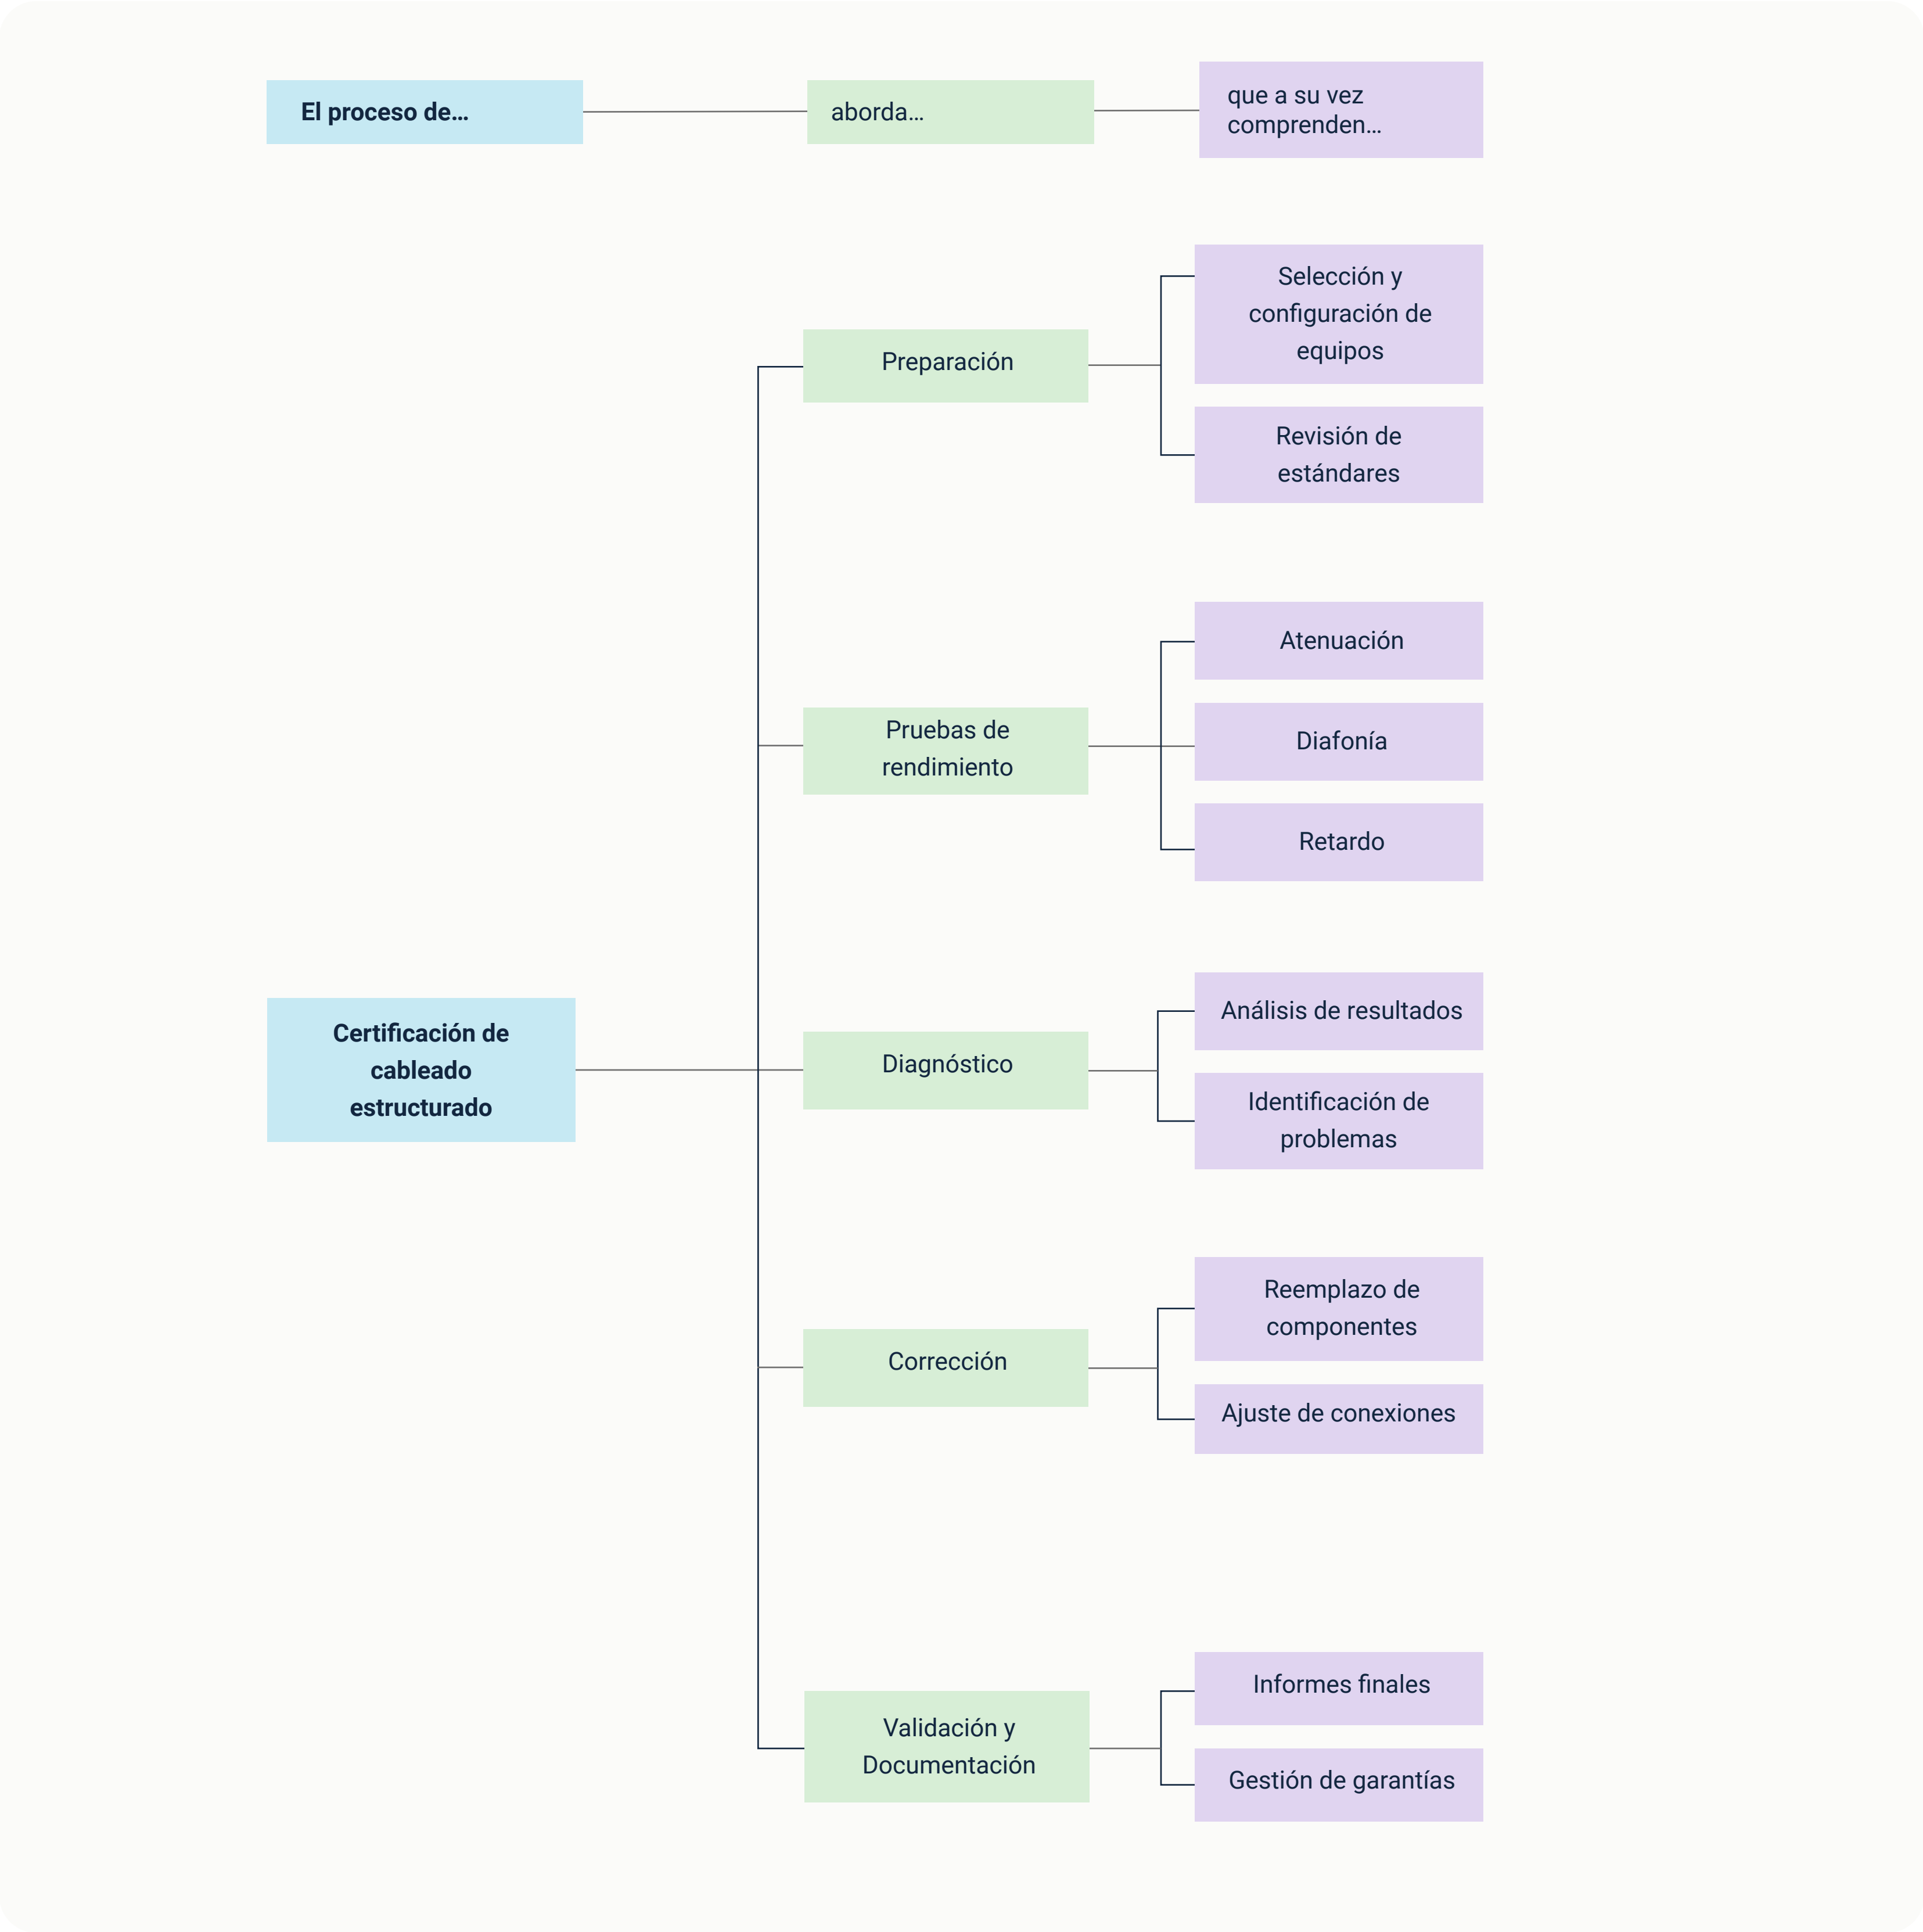 El proceso de...
aborda...
que a su vez
comprenden...
Preparación
Selección y
configuración de
equipos
Revisión de
estándares
Pruebas de
rendimiento
Atenuación
Diafonía
Retardo
Certificación de
cableado
estructurado
Diagnóstico
Análisis de resultados
Identificación de
problemas
Corrección
Reemplazo de
componentes
Ajuste de conexiones
Validación y
Documentación
Informes finales
Gestión de garantías